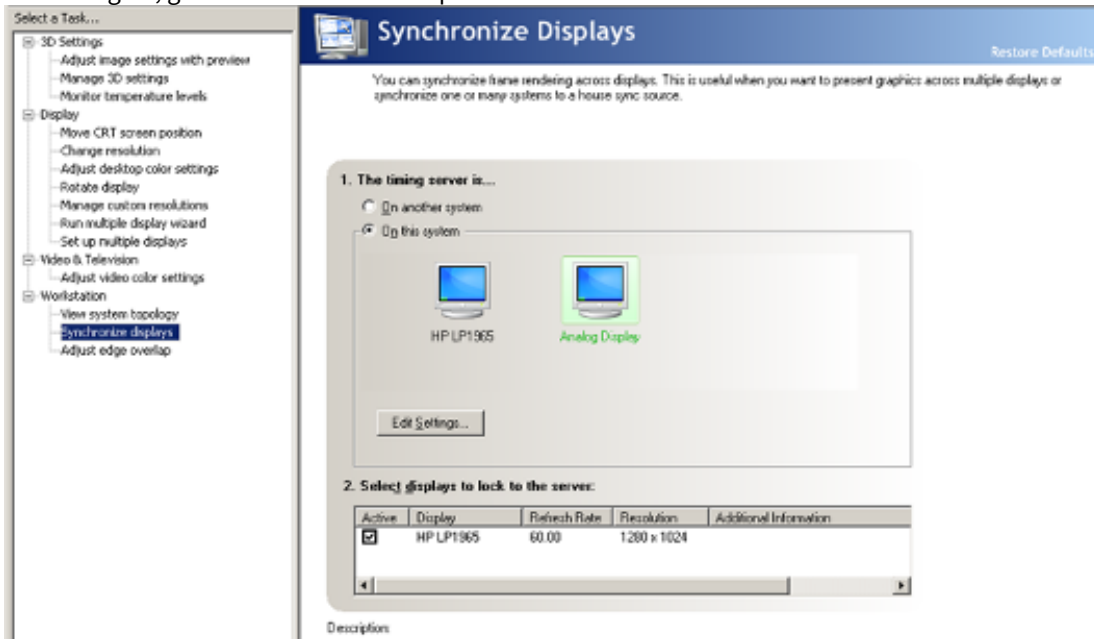 Select a Task...
3D Settings
Adjust image settings with preview
Manage 3D settings
Monitor temperature levels
Display
Move CRT screen position
Change resolution
Adjust desktop color settings
Rotate display
Manage custom resolutions
Run multiple display wizard
Set up multiple displays
Video & Television
Adjust video color settings
Workstation
View system topology
Synchronize displays
Adjust edge overlap
Synchronize Displays
Restore Defaults
You can synchronize frame rendering across displays. This is useful when you want to present graphics across multiple displays or
synchronize one or many systems to a house sync source.
1. The timing server is...
On another system
On this system
HP LP1965 Analog Display
Edit Settings...
2. Select displays to lock to the server:
Active Display Refresh Rate Resolution Additional Information
HP LP1965 60.00 1280 x 1024
Description: